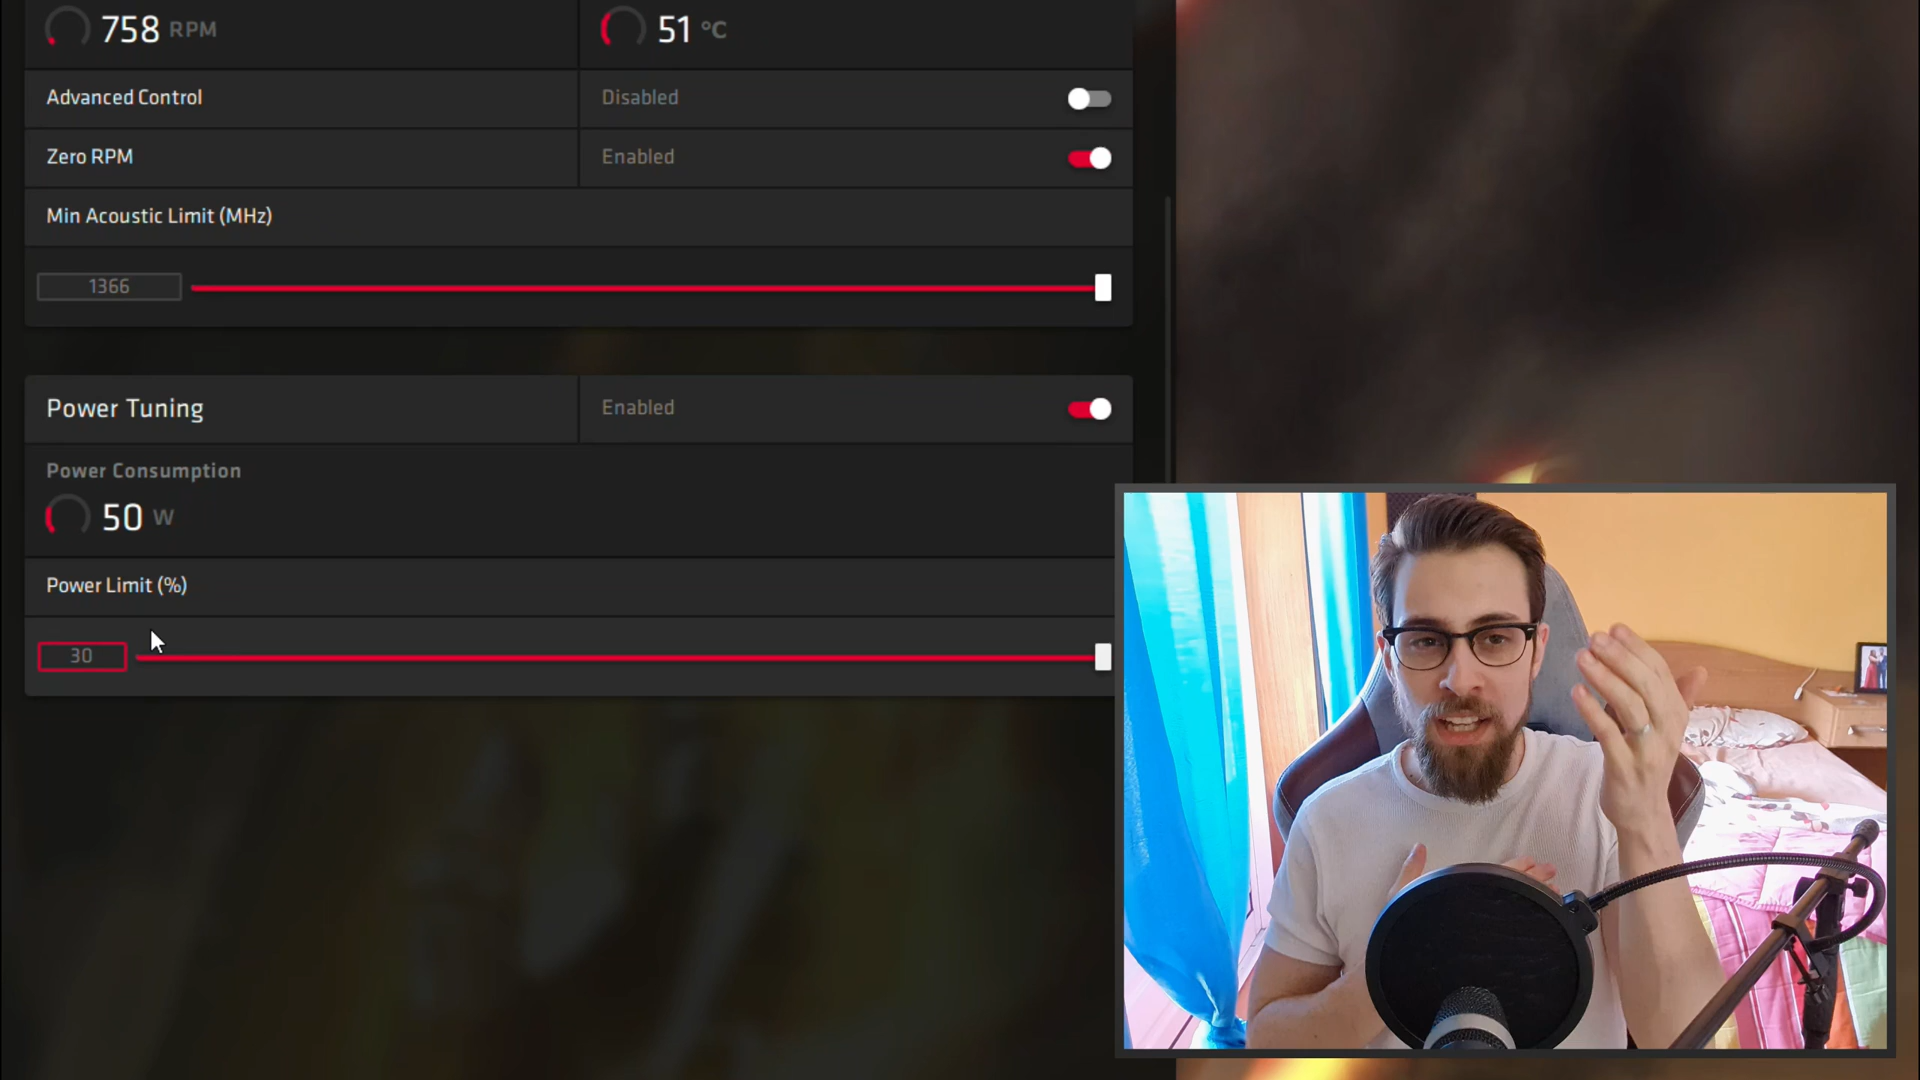 758 RPM
51 °C
Advanced Control
Disabled
Zero RPM
Enabled
Min Acoustic Limit (MHz)
1366
Power Tuning
Enabled
Power Consumption
50 W
Power Limit (%)
30